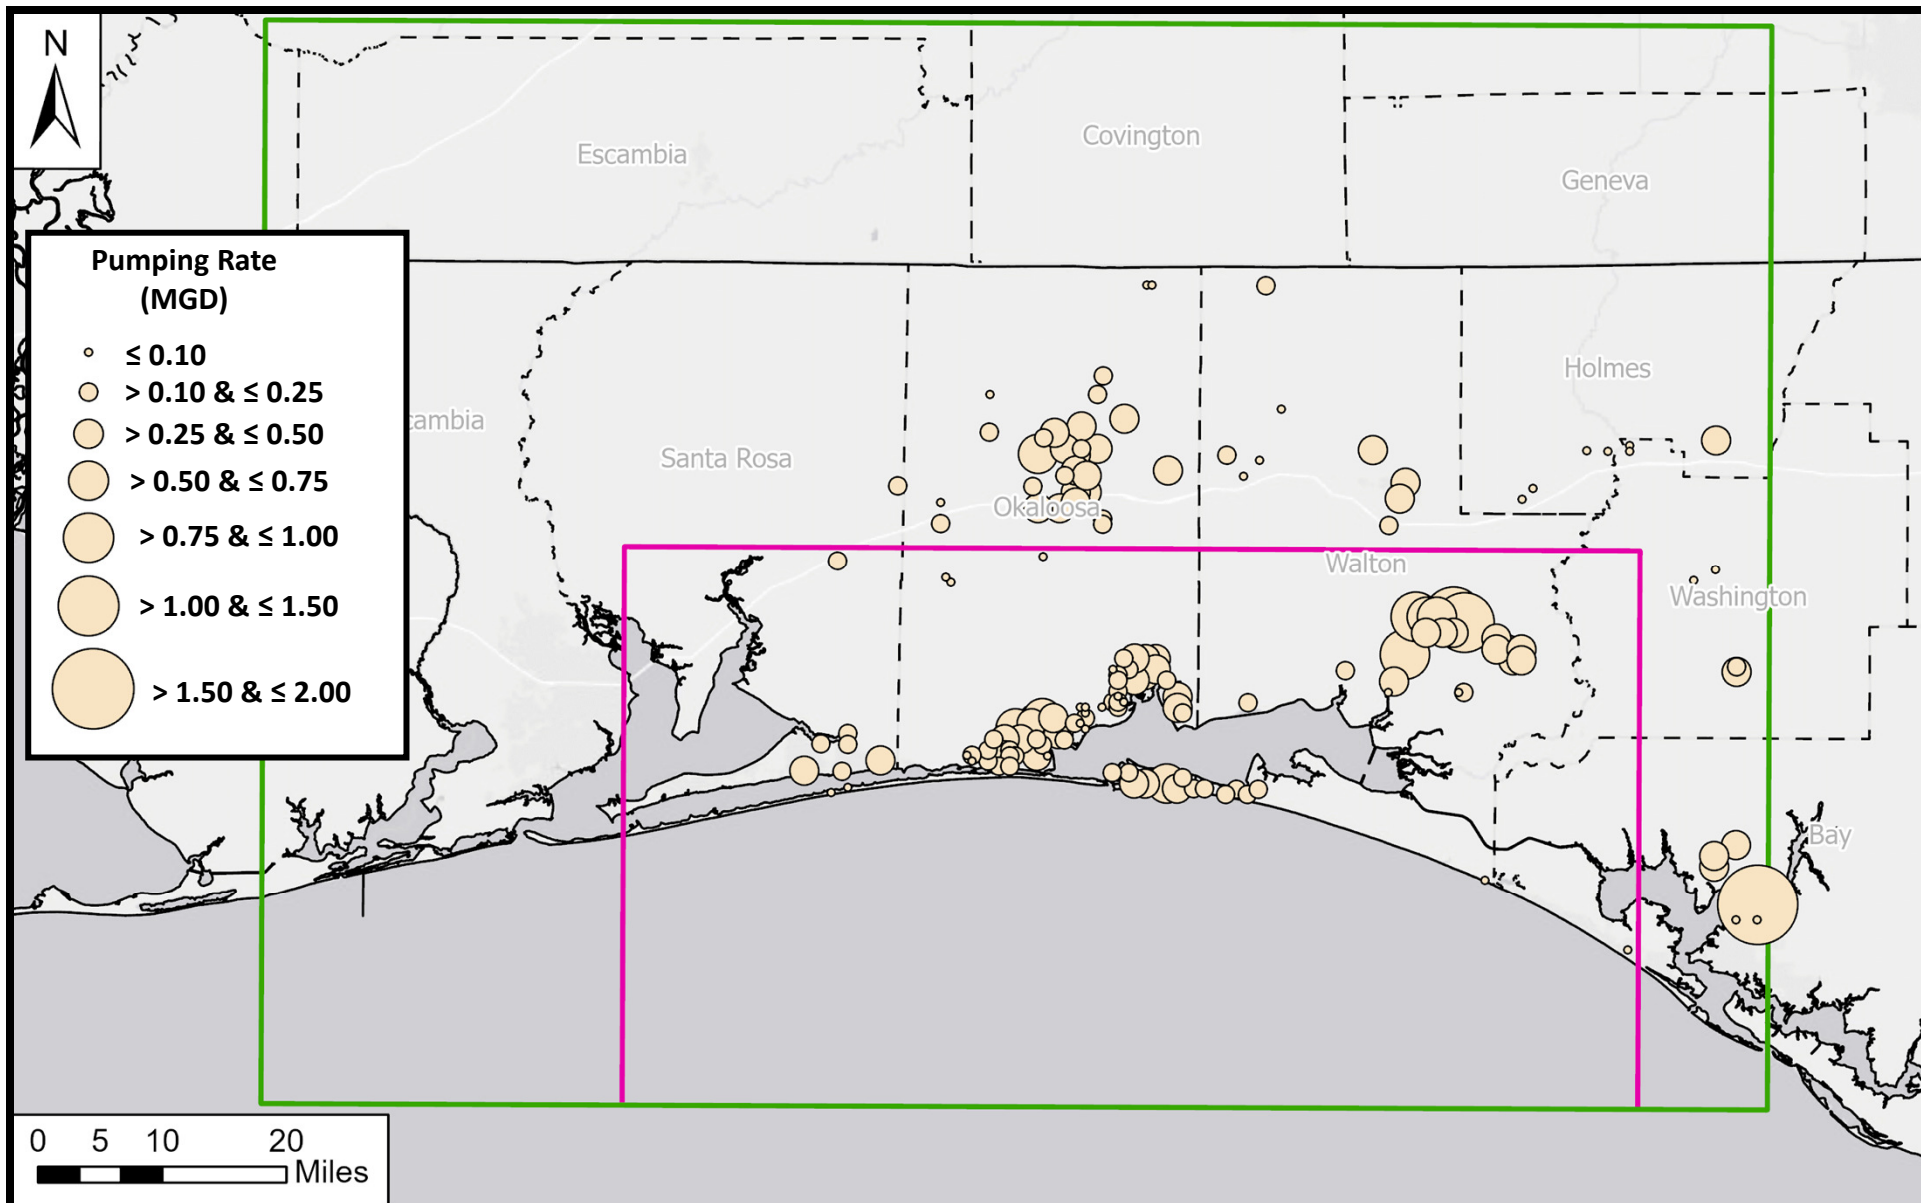 N
Escambia
Covington
Geneva
Pumping Rate
(MGD)
≤ 0.10
> 0.10 & ≤ 0.25
> 0.25 & ≤ 0.50
> 0.50 & ≤ 0.75
> 0.75 & ≤ 1.00
> 1.00 & ≤ 1.50
> 1.50 & ≤ 2.00
cambia
Santa Rosa
Okaloosa
Walton
Holmes
Washington
Bay
0 5 10 20
Miles